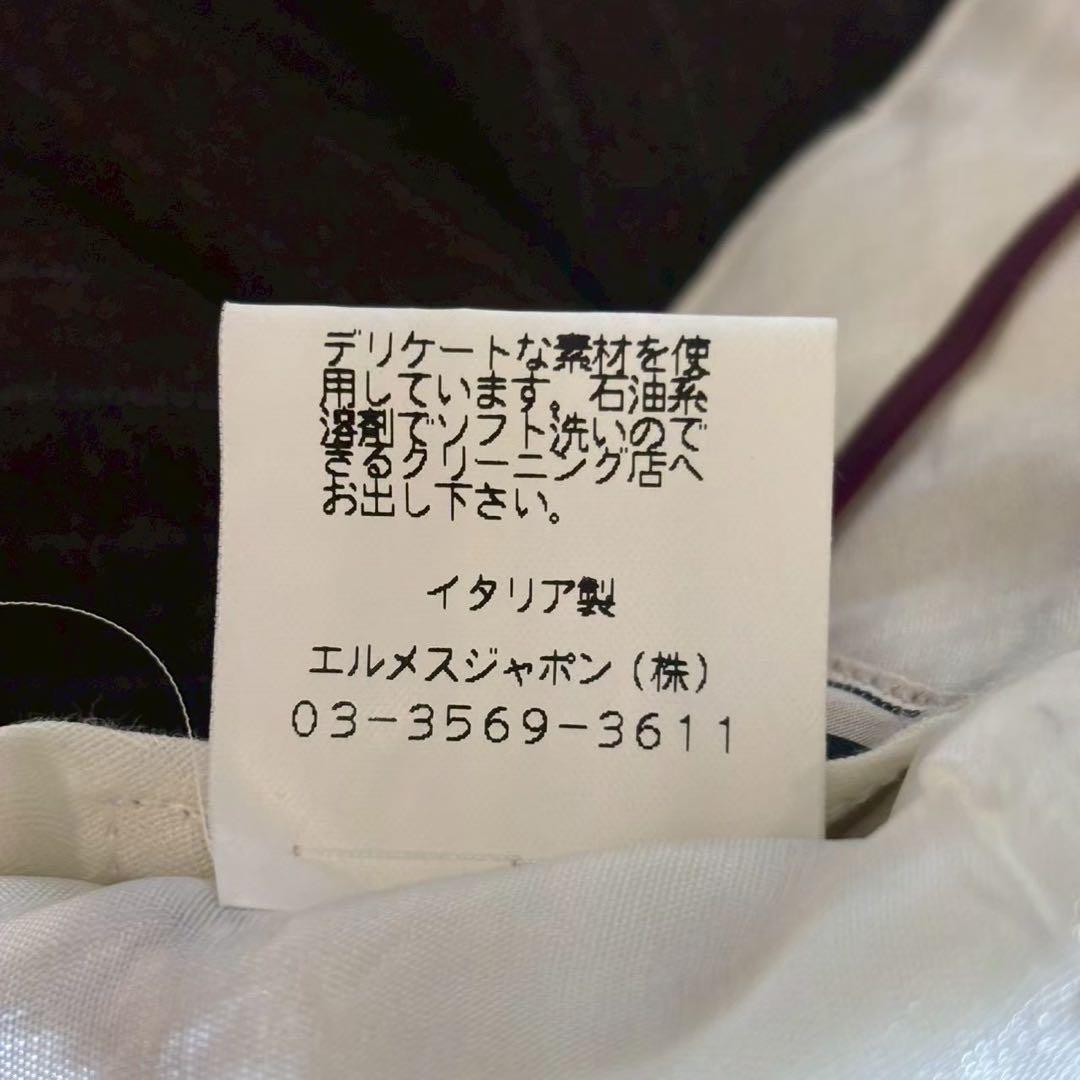 デリケートな素材を使
用しています。石油系
溶剤でソフト洗いので
きるクリーニング店へ
お出し下さい。
イタリア製
エルメスジャポン(株)
03-3569-3611